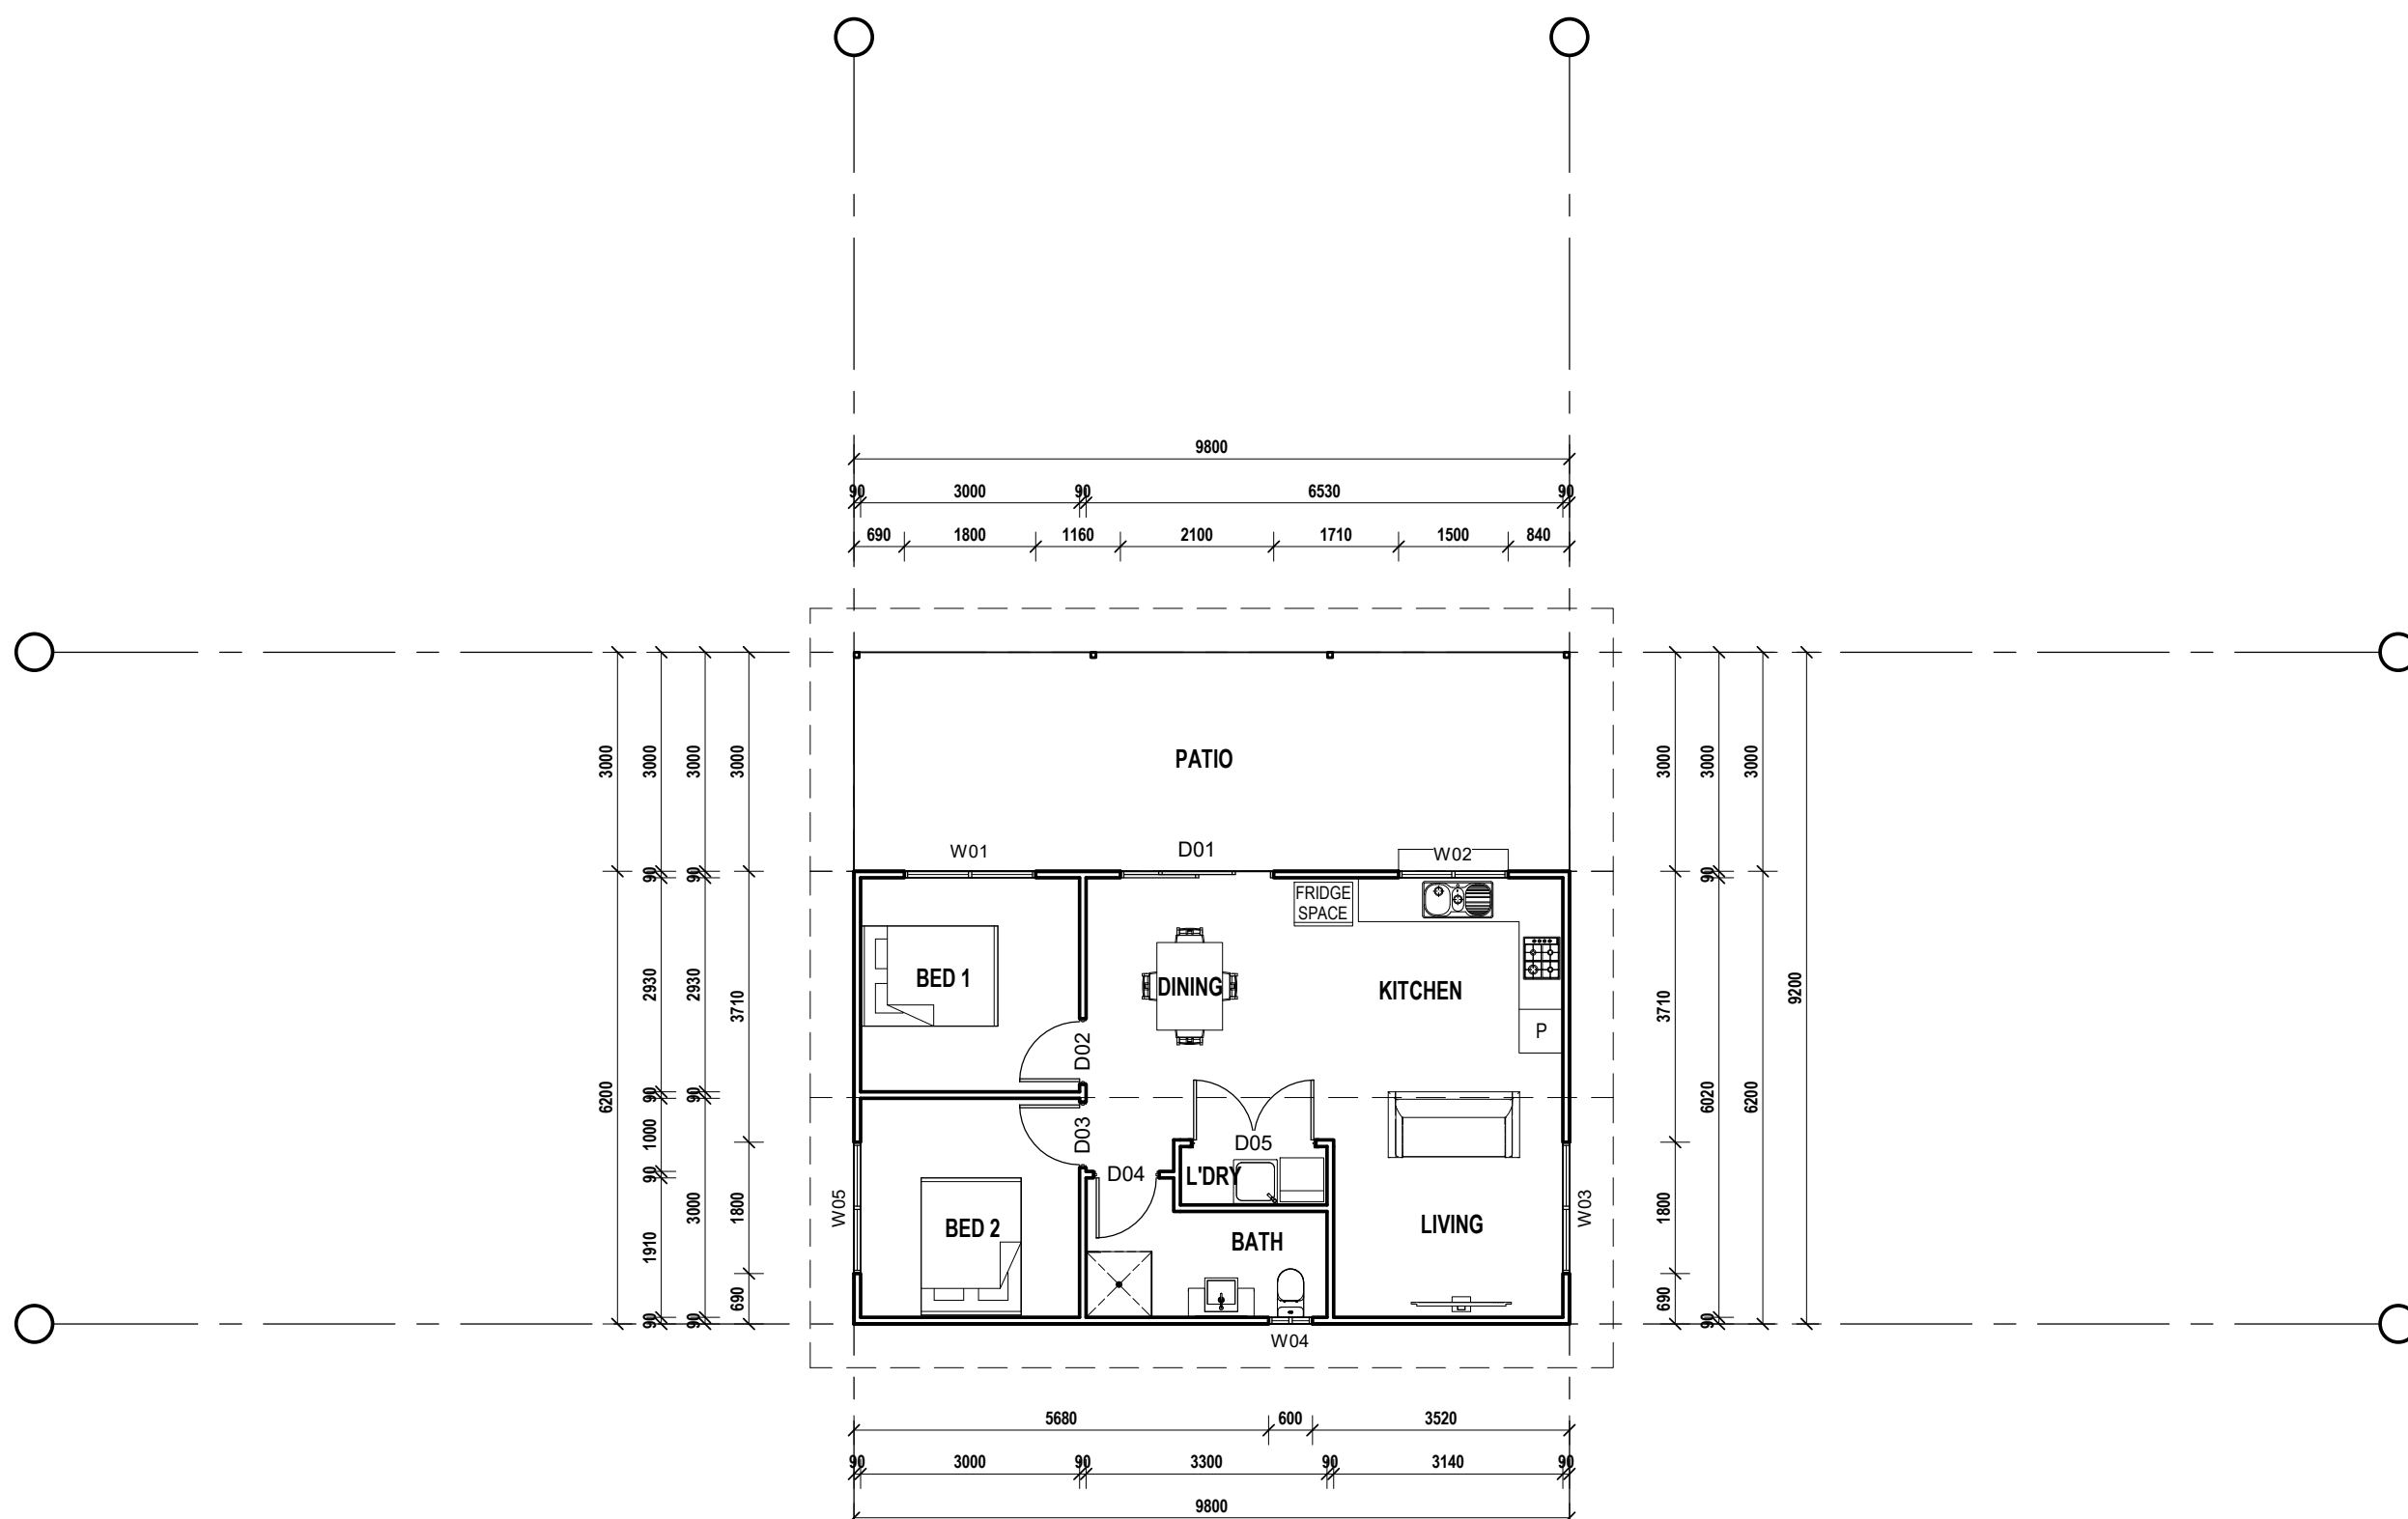 9800
90 3000 90 6530 90
690 1800 1160 2100 1710 1500 840
3000 3000 3000 3000
PATIO
3000 3000 3000
W01 D01 W02
90 90 90
FRIDGE
SPACE
2930 2930 3710
BED 1 DINING KITCHEN
3710 9200
P
D02
6200 90 90
6020 6200
1000 D03 D05
90 D04 L'DRY
W05 W03
3000 1800 1800
1910 BED 2 BATH LIVING
690 690
90 90 90
W04
5680 600 3520
90 3000 90 3300 90 3140 90
9800